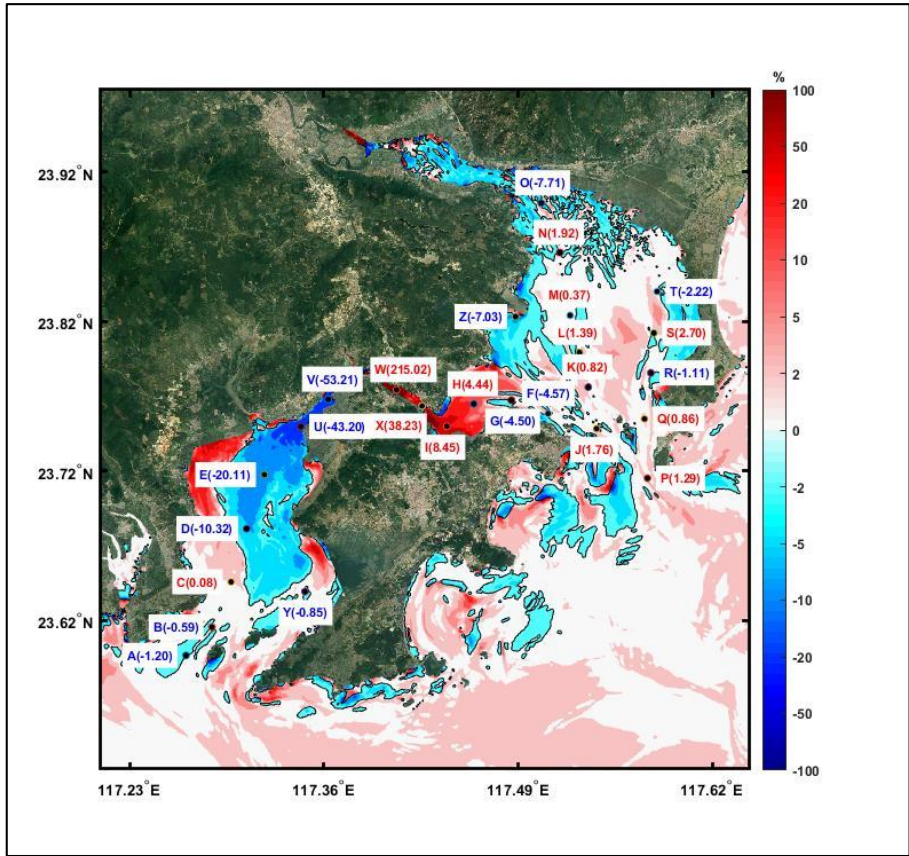 %
100
50
20
10
5
2
0
-2
-5
-10
-20
-50
-100
23.92°N
23.82°N
23.72°N
23.62°N
117.23°E
117.36°E
117.49°E
117.62°E
O(-7.71)
N(1.92)
M(0.37)
T(-2.22)
Z(-7.03)
L(1.39)
S(2.70)
W(215.02)
K(0.82)
R(-1.11)
V(-53.21)
H(4.44)
F(-4.57)
U(-43.20)
X(38.23)
G(-4.50)
Q(0.86)
I(8.45)
J(1.76)
E(-20.11)
P(1.29)
D(-10.32)
C(0.08)
Y(-0.85)
B(-0.59)
A(-1.20)